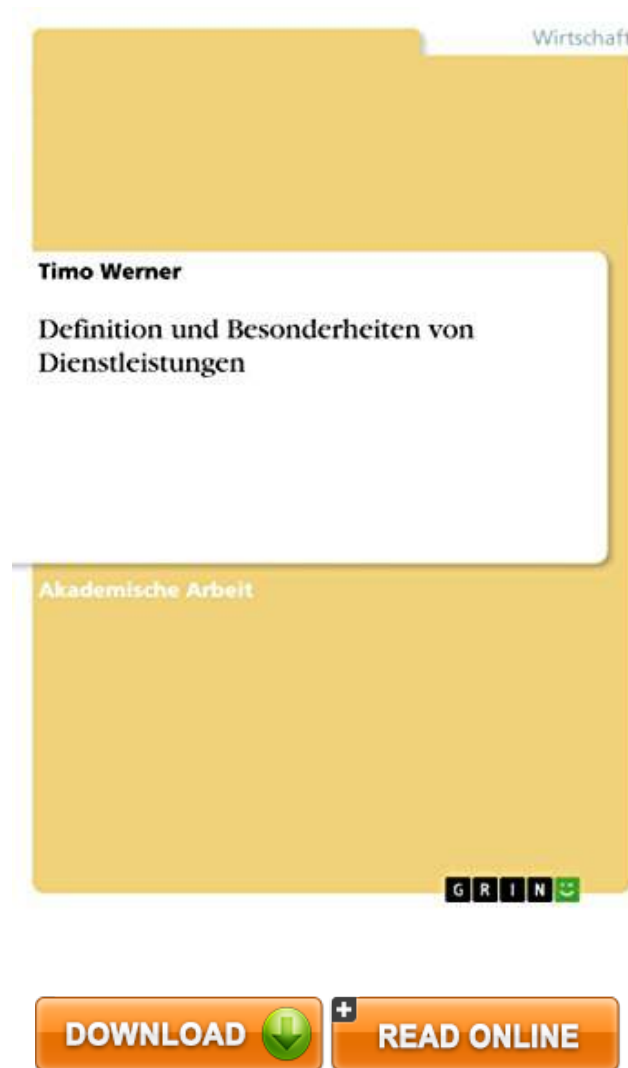 Wirtschaft
Timo Werner
Definition und Besonderheiten von
Dienstleistungen
Akademische Arbeit
GRIN
DOWNLOAD
READ ONLINE